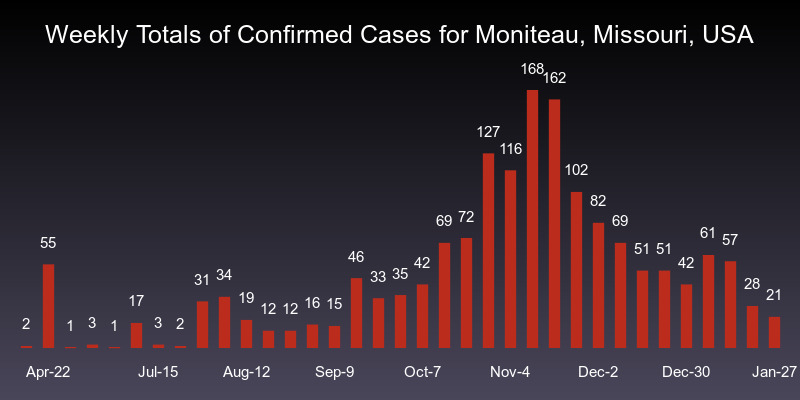 Weekly Totals of Confirmed Cases for Moniteau, Missouri, USA
2 55 1 3 1 17 3 2 31 34 19 12 12 16 15 46 33 35 42 69 72 127 116 168 162 102 82 69 51 51 42 61 57 28 21
Apr-22 Jul-15 Aug-12 Sep-9 Oct-7 Nov-4 Dec-2 Dec-30 Jan-27